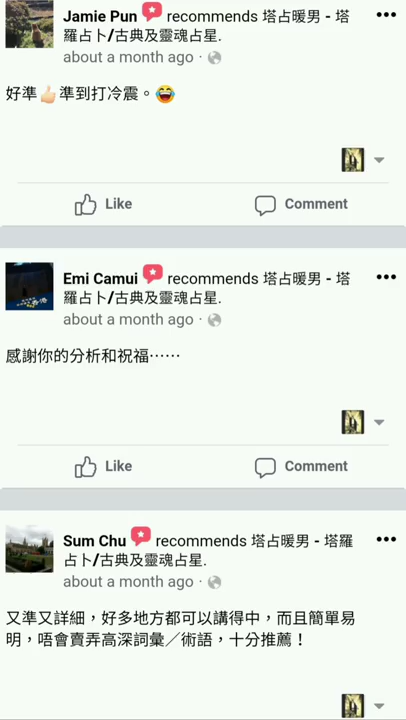 Jamie Pun recommends 塔占暖男 - 塔
羅占卜/古典及靈魂占星.
about a month ago ·
好準👍🏻準到打冷震。😂
Like Comment
Emi Camui recommends 塔占暖男 - 塔
羅占卜/古典及靈魂占星.
about a month ago ·
感謝你的分析和祝福⋯⋯
Like Comment
Sum Chu recommends 塔占暖男 - 塔羅
占卜/古典及靈魂占星.
about a month ago ·
又準又詳細，好多地方都可以講得中，而且簡單易
明，唔會賣弄高深詞彙／術語，十分推薦！